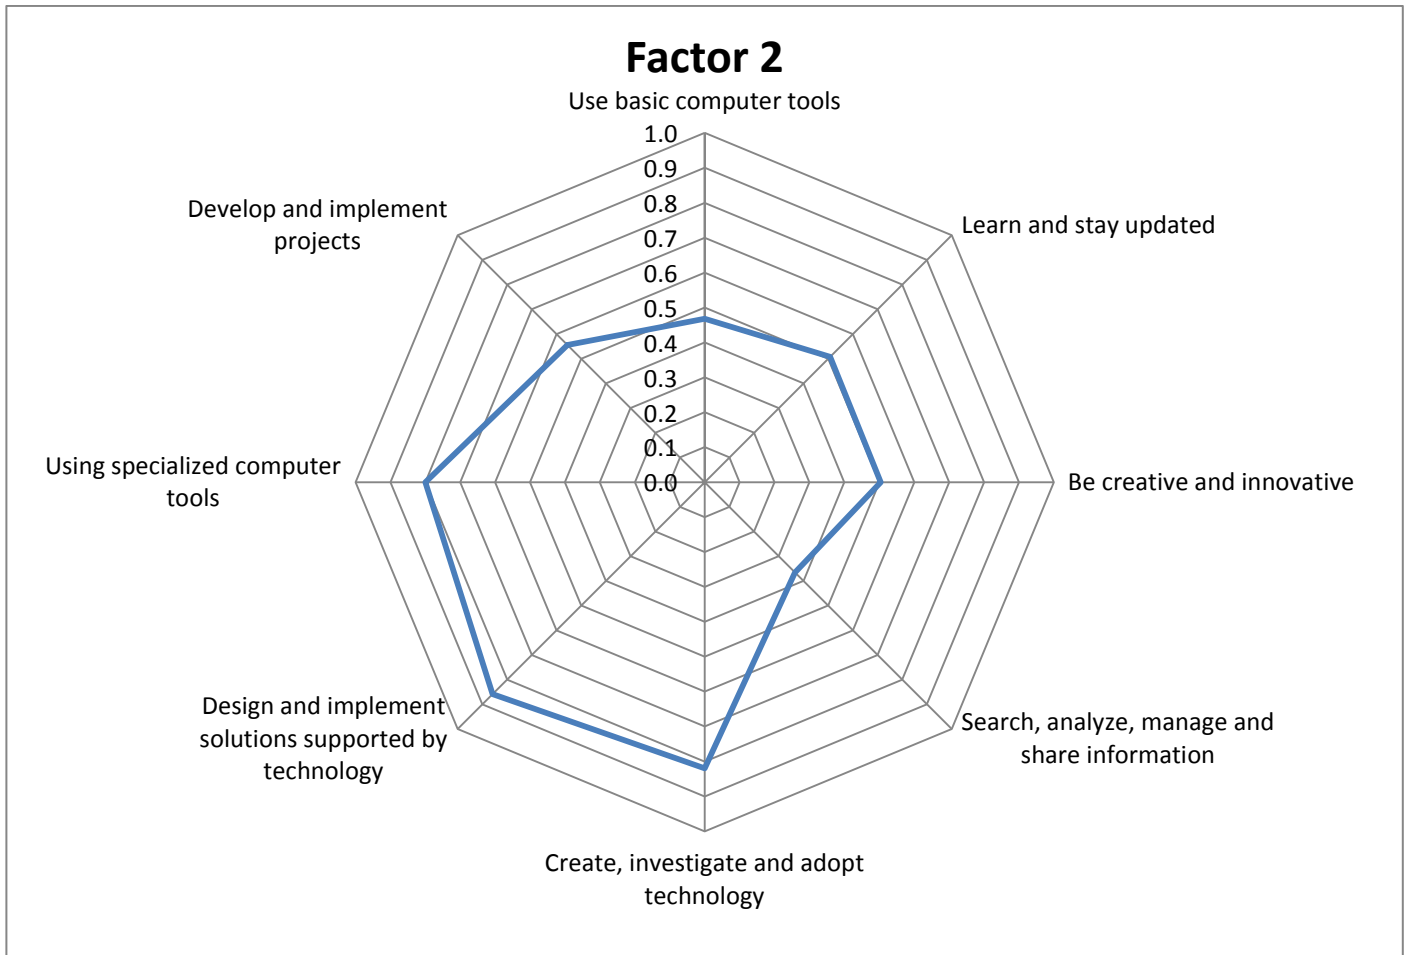 Factor 2
Use basic computer tools
1.0
0.9
0.8
0.7
0.6
0.5
0.4
0.3
0.2
0.1
0.0
Learn and stay updated
Be creative and innovative
Search, analyze, manage and
share information
Create, investigate and adopt
technology
Design and implement
solutions supported by
technology
Using specialized computer
tools
Develop and implement
projects